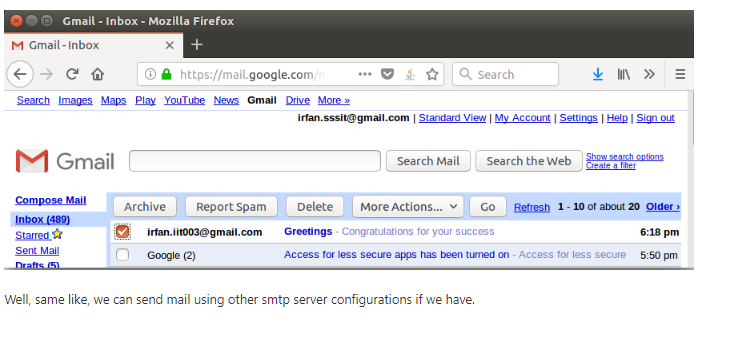 Gmail - Inbox - Mozilla Firefox
Gmail - Inbox
https://mail.google.com/m
Search
Search Images Maps Play YouTube News Gmail Drive More »
irfan.sssit@gmail.com | Standard View | My Account | Settings | Help | Sign out
Gmail Search Mail Search the Web Show search options
Create a filter
Compose Mail
Archive Report Spam Delete More Actions... Go Refresh 1 - 10 of about 20 Older ›
Inbox (489)
Starred
irfan.iit003@gmail.com Greetings - Congratulations for your success 6:18 pm
Sent Mail
Google (2) Access for less secure apps has been turned on - Access for less secure 5:50 pm
Drafts (5)
Well, same like, we can send mail using other smtp server configurations if we have.